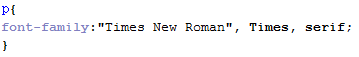 p{
font-family:"Times New Roman", Times, serif;
}